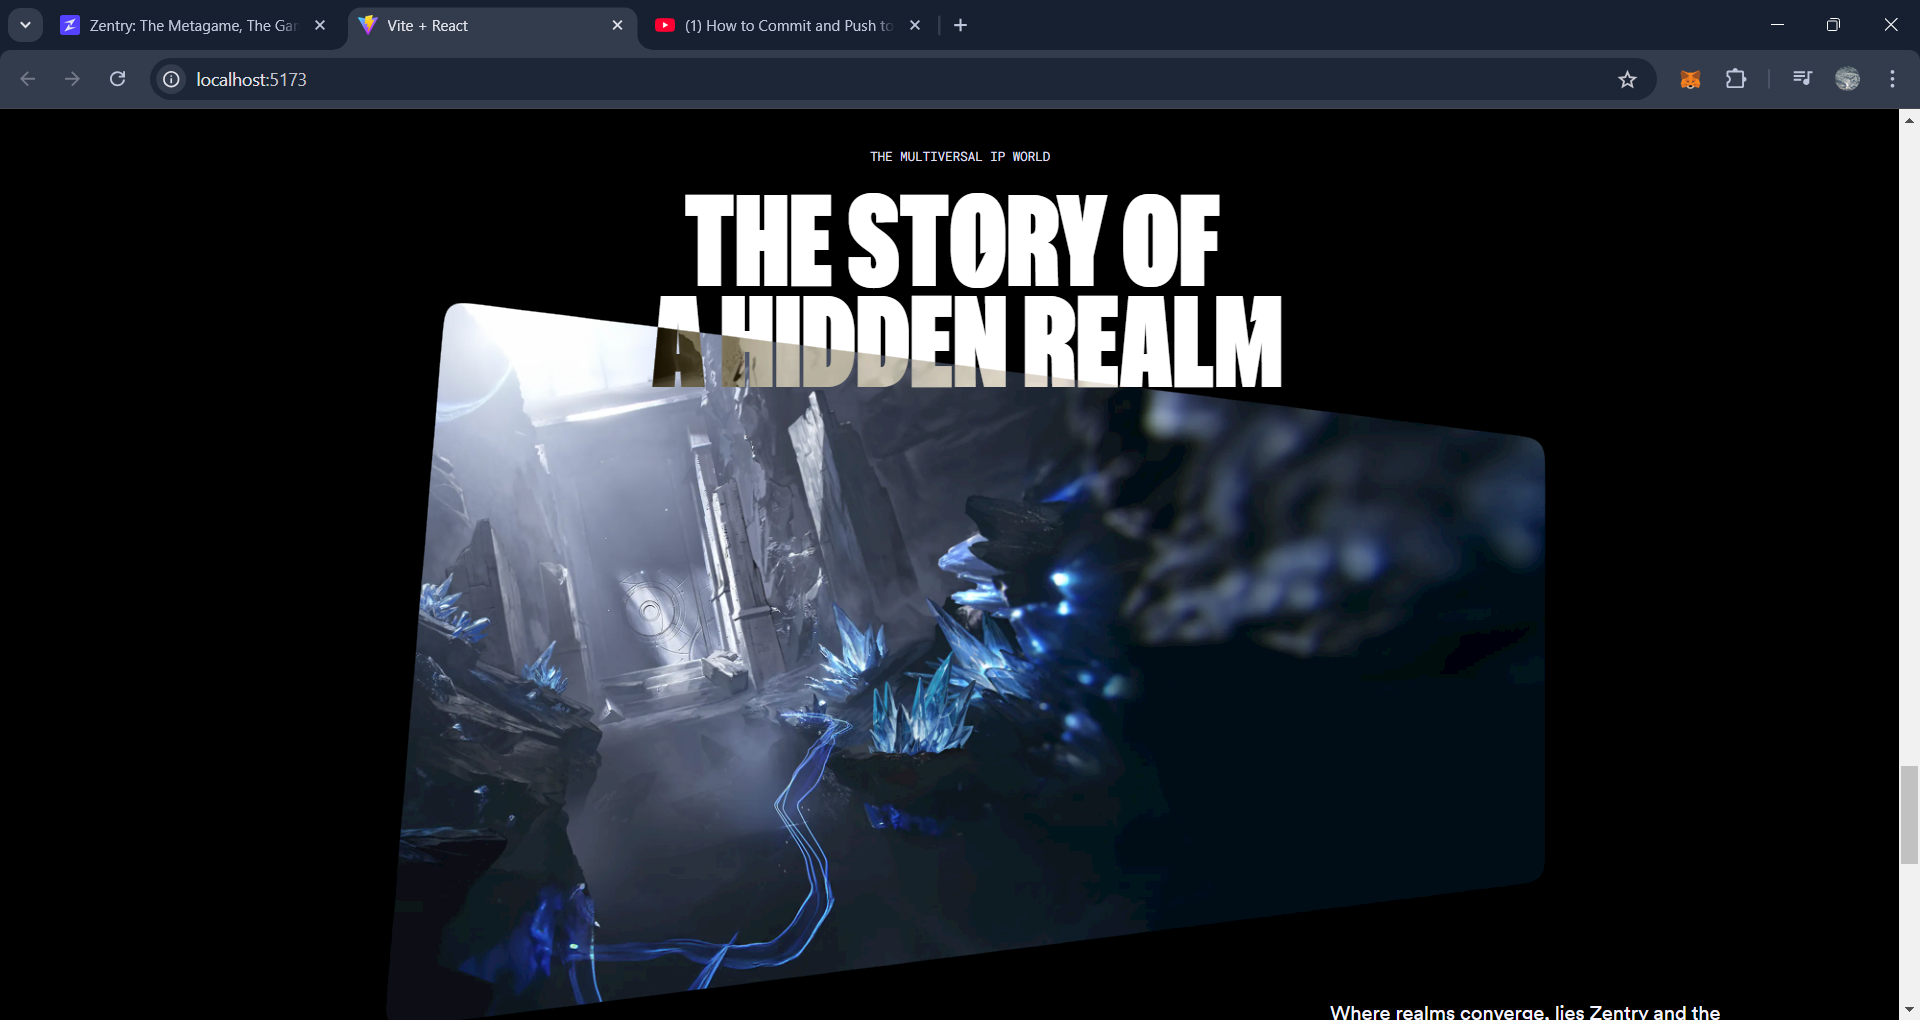 Zentry: The Metagame, The Gan
Vite + React
(1) How to Commit and Push to
localhost:5173
THE MULTIVERSAL IP WORLD
THE STORY OF
A HIDDEN REALM
Where realms converge, lies Zentry and the